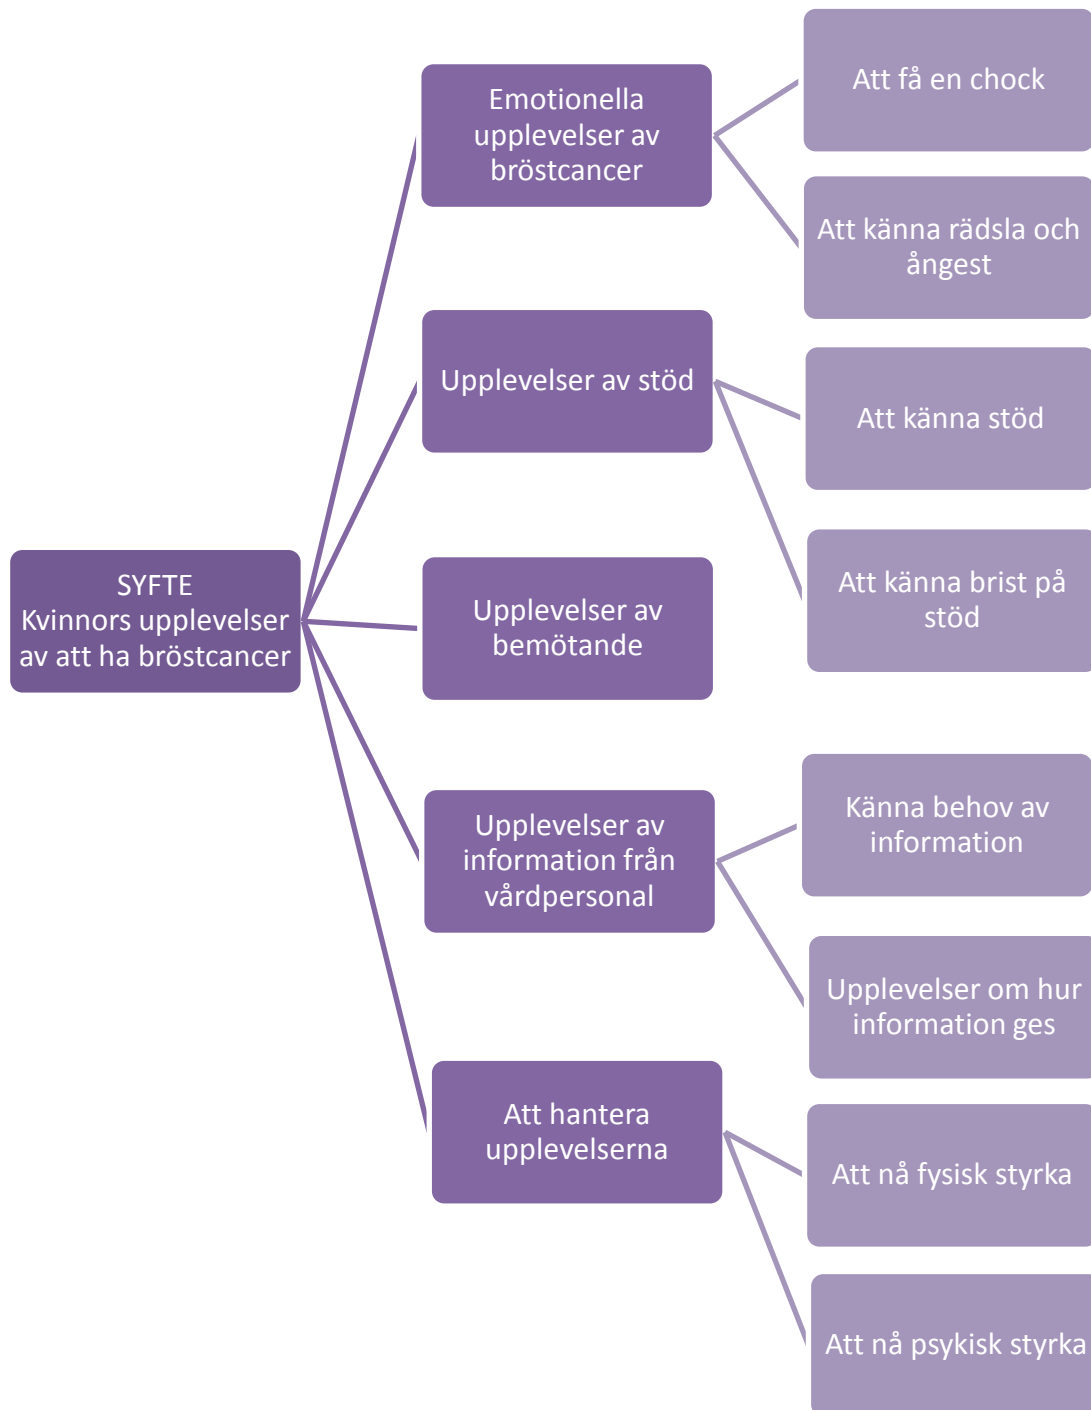 SYFTE
Kvinnors upplevelser
av att ha bröstcancer
Emotionella
upplevelser av
bröstcancer
Att få en chock
Att känna rädsla och
ångest
Upplevelser av stöd
Att känna stöd
Att känna brist på
stöd
Upplevelser av
bemötande
Upplevelser av
information från
vårdpersonal
Känna behov av
information
Upplevelser om hur
information ges
Att hantera
upplevelserna
Att nå fysisk styrka
Att nå psykisk styrka